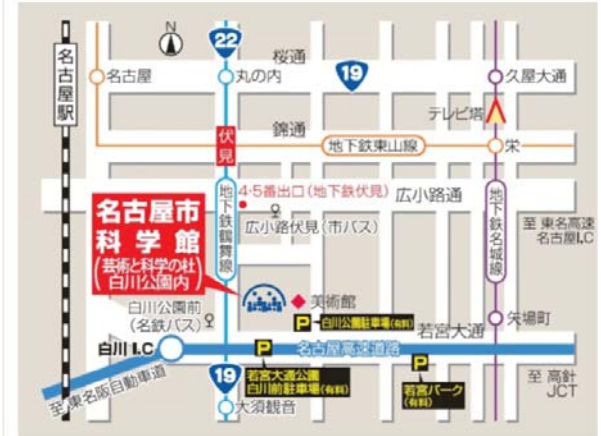 N
22
桜通
名古屋駅
名古屋
丸の内
19
久屋大通
テレビ塔
伏見
錦通
地下鉄東山線
栄
4・5番出口(地下鉄伏見)
広小路通
広小路伏見(市バス)
地下鉄鶴舞線
地下鉄名城線
至 東名高速
名古屋I.C
名古屋市
科学館
(芸術と科学の杜
白川公園内)
美術館
白川公園前
(名鉄バス)
P
白川公園駐車場(有料)
若宮大通
矢場町
白川I.C
名古屋高速道路
P
P
若宮大通公園
白川前駐車場(有料)
若宮パーク
(有料)
至 高針
JCT
至 東名阪自動車道
19
大須観音